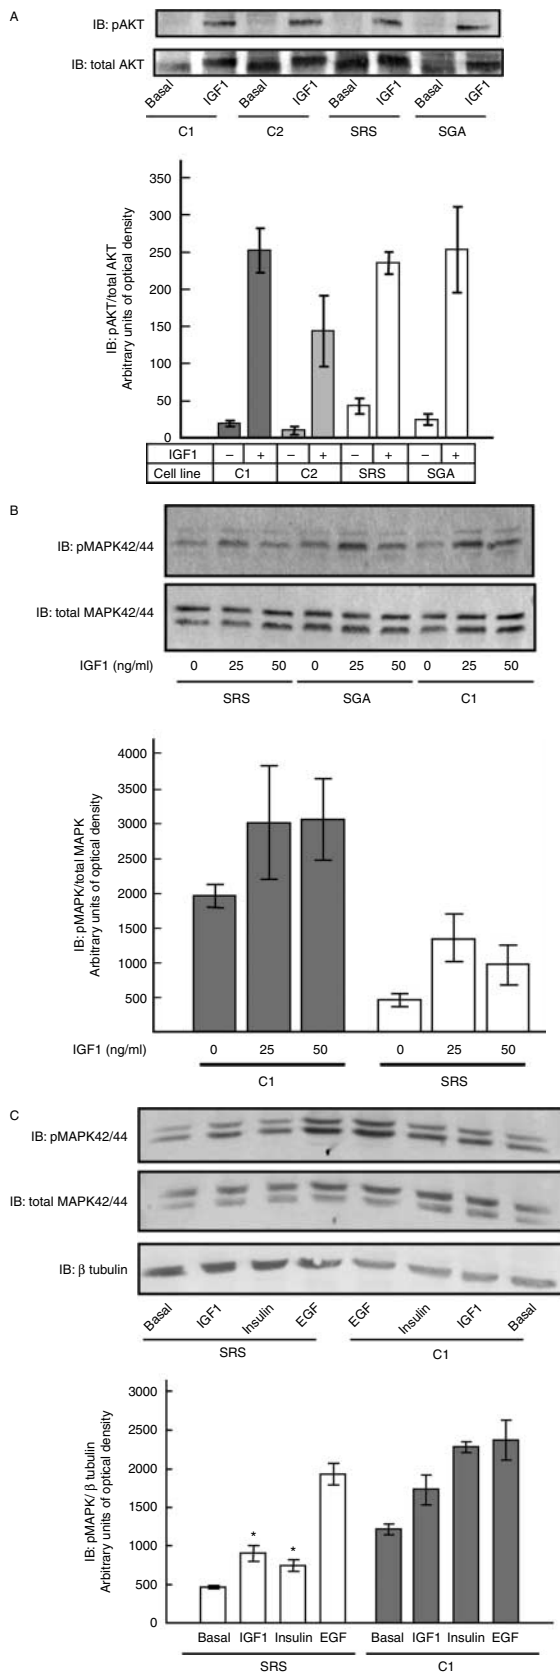 A
IB: pAKT
IB: total AKT
Basal IGF1 Basal IGF1 Basal IGF1 Basal IGF1
C1 C2 SRS SGA
IB: pAKT/total AKT
Arbitrary units of optical density
350
300
250
200
150
100
50
0
IGF1 – + – + – + – +
Cell line C1 C2 SRS SGA
B
IB: pMAPK42/44
IB: total MAPK42/44
IGF1 (ng/ml) 0 25 50 0 25 50 0 25 50
SRS SGA C1
IB: pMAPK/total MAPK
Arbitrary units of optical density
4000
3500
3000
2500
2000
1500
1000
500
IGF1 (ng/ml) 0 25 50 0 25 50
C1 SRS
C
IB: pMAPK42/44
IB: total MAPK42/44
IB: β tubulin
Basal IGF1 Insulin EGF EGF Insulin IGF1 Basal
SRS C1
IB: pMAPK/ β tubulin
Arbitrary units of optical density
3000
2500
2000
1500
1000
500
0
* *
Basal IGF1 Insulin EGF Basal IGF1 Insulin EGF
SRS C1